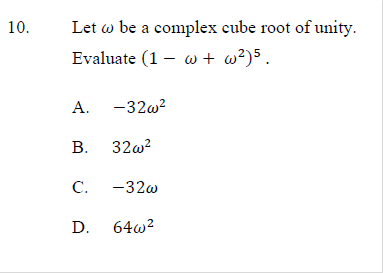 10. Let ω be a complex cube root of unity.
Evaluate (1 − ω + ω²)⁵ .
A. −32ω²
B. 32ω²
C. −32ω
D. 64ω²